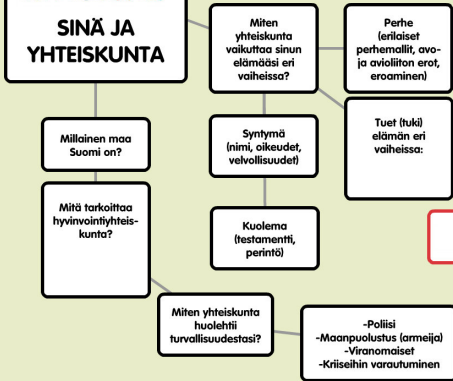 SINÄ JA
YHTEISKUNTA
Miten
yhteiskunta
vaikuttaa sinun
elämääsi eri
vaiheissa?
Perhe
(erilaiset
perhemallit, avo-
ja avioliiton erot,
eroaminen)
Millainen maa
Suomi on?
Syntymä
(nimi, oikeudet,
velvollisuudet)
Tuet (tuki)
elämän eri
vaiheissa:
Mitä tarkoittaa
hyvinvointiyhteis-
kunta?
Kuolema
(testamentti,
perintö)
Miten yhteiskunta
huolehtii
turvallisuudestasi?
-Poliisi
-Maanpuolustus (armeija)
-Viranomaiset
-Kriiseihin varautuminen